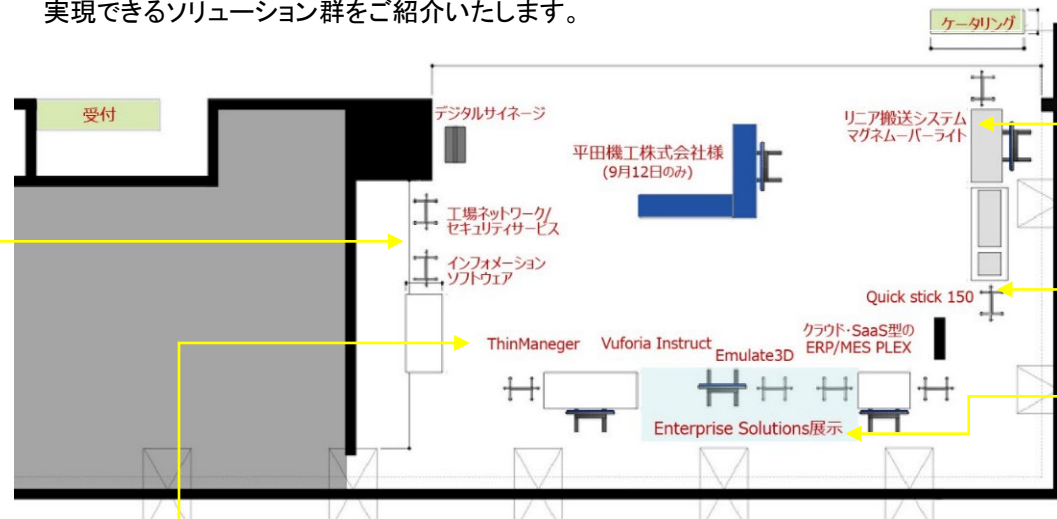 実現できるソリューション群をご紹介いたします。
ケータリング
受付
デジタルサイネージ
リニア搬送システム
マグネムーバーライト
平田機工株式会社様
(9月12日のみ)
工場ネットワーク/
セキュリティサービス
インフォメーション
ソフトウェア
Quick stick 150
クラウド・SaaS型の
ERP/MES PLEX
ThinManeger
Vuforia Instruct
Emulate3D
Enterprise Solutions展示